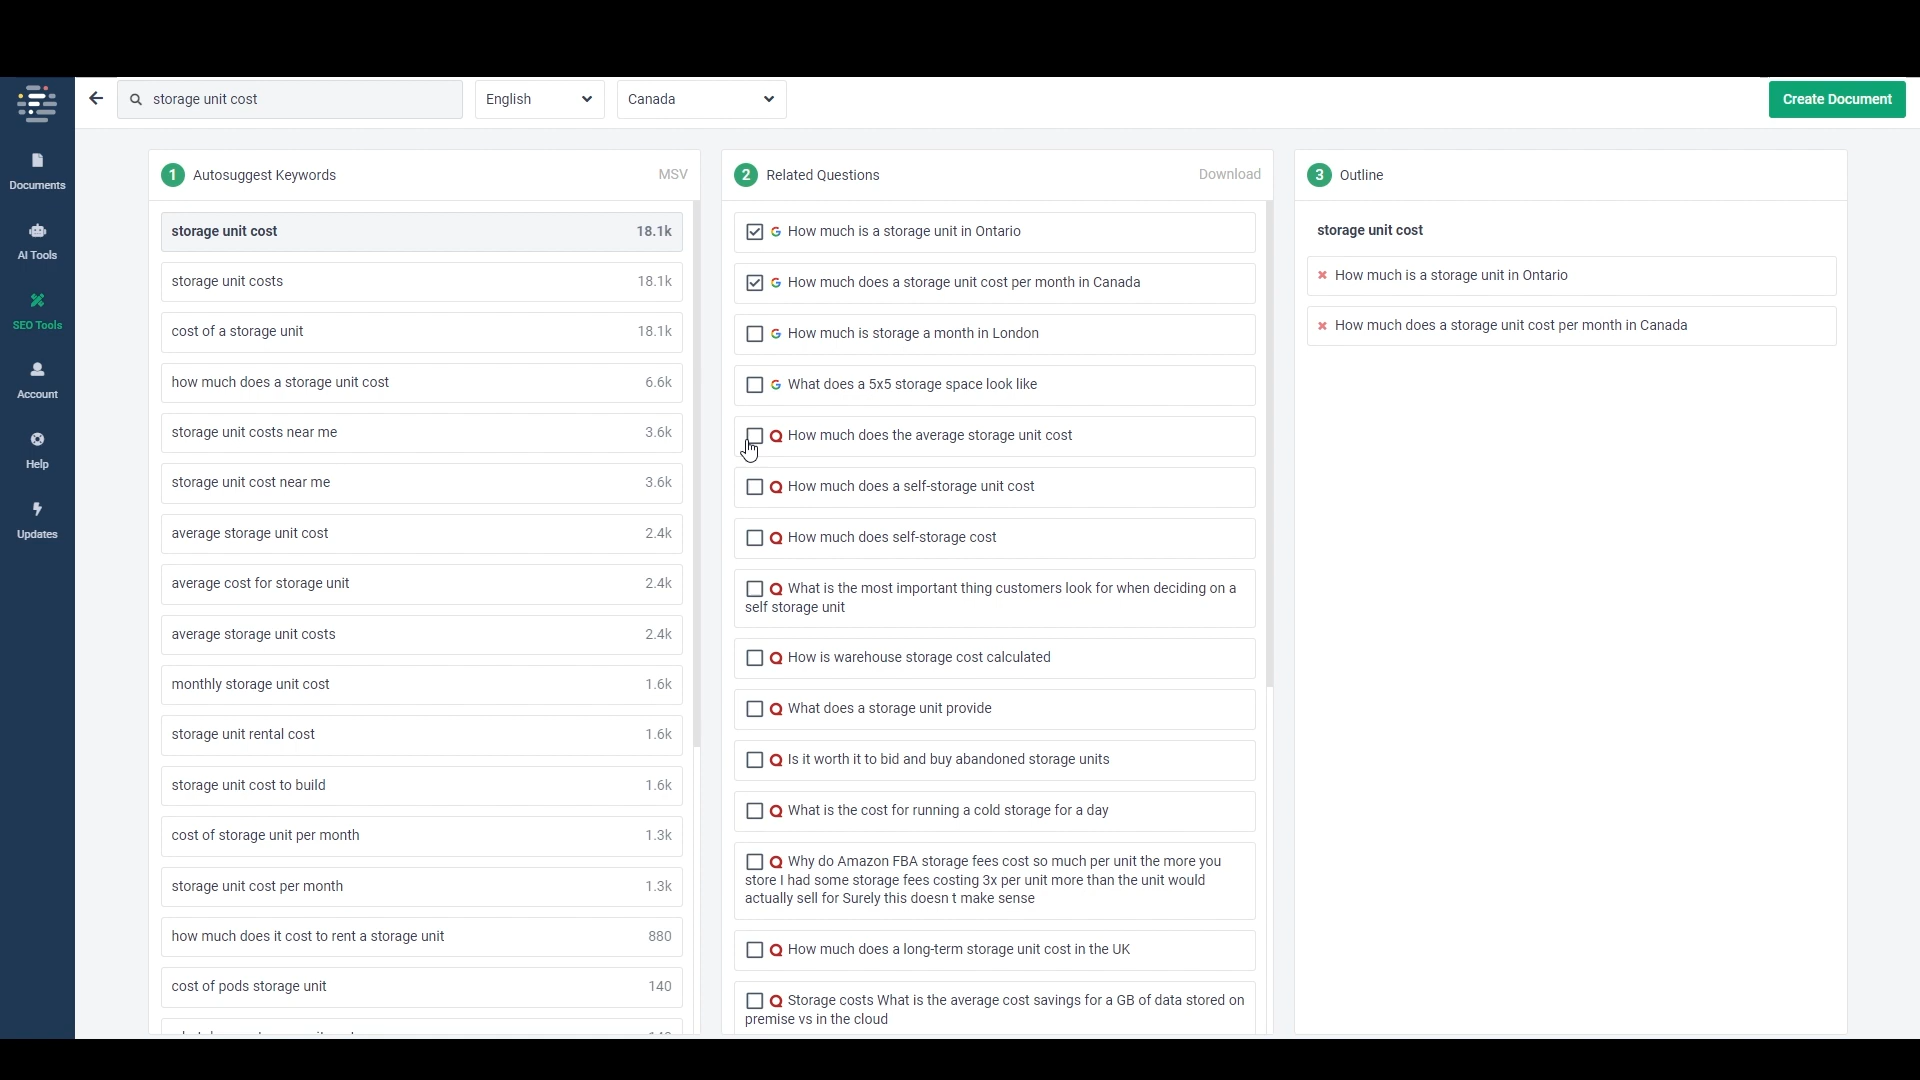 storage unit cost
English
Canada
Create Document
Documents
AI Tools
SEO Tools
Account
Help
Updates
1 Autosuggest Keywords MSV
storage unit cost 18.1k
storage unit costs 18.1k
cost of a storage unit 18.1k
how much does a storage unit cost 6.6k
storage unit costs near me 3.6k
storage unit cost near me 3.6k
average storage unit cost 2.4k
average cost for storage unit 2.4k
average storage unit costs 2.4k
monthly storage unit cost 1.6k
storage unit rental cost 1.6k
storage unit cost to build 1.6k
cost of storage unit per month 1.3k
storage unit cost per month 1.3k
how much does it cost to rent a storage unit 880
cost of pods storage unit 140
2 Related Questions Download
How much is a storage unit in Ontario
How much does a storage unit cost per month in Canada
How much is storage a month in London
What does a 5x5 storage space look like
How much does the average storage unit cost
How much does a self-storage unit cost
How much does self-storage cost
What is the most important thing customers look for when deciding on a
self storage unit
How is warehouse storage cost calculated
What does a storage unit provide
Is it worth it to bid and buy abandoned storage units
What is the cost for running a cold storage for a day
Why do Amazon FBA storage fees cost so much per unit the more you
store I had some storage fees costing 3x per unit more than the unit would
actually sell for Surely this doesn t make sense
How much does a long-term storage unit cost in the UK
Storage costs What is the average cost savings for a GB of data stored on
premise vs in the cloud
3 Outline
storage unit cost
How much is a storage unit in Ontario
How much does a storage unit cost per month in Canada